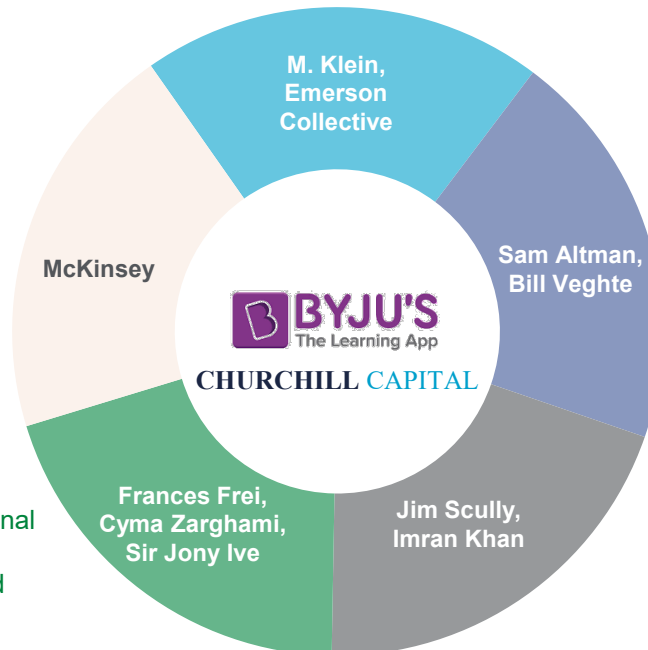 M. Klein,
Emerson
Collective
Sam Altman,
Bill Veghte
McKinsey
BYJU'S
The Learning App
CHURCHILL CAPITAL
Frances Frei,
Cyma Zarghami,
Sir Jony Ive
Jim Scully,
Imran Khan
nal
d